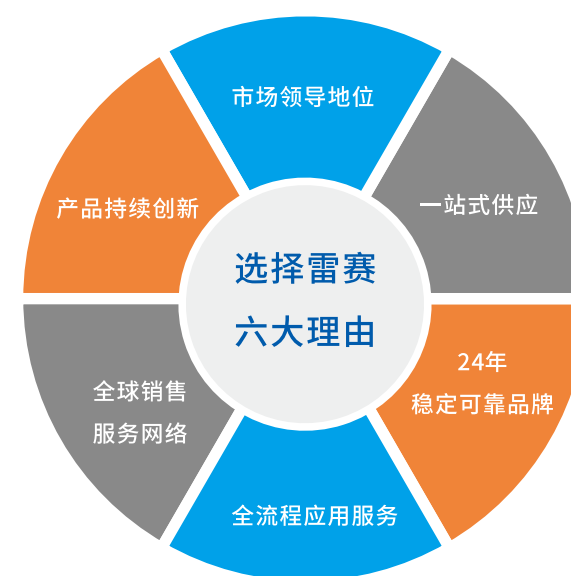 市场领导地位
一站式供应
24年
稳定可靠品牌
全流程应用服务
全球销售
服务网络
产品持续创新
选择雷赛
六大理由